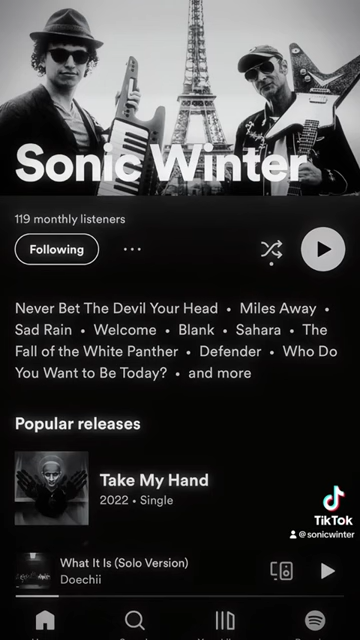 Sonic Winter
119 monthly listeners
Following
Never Bet The Devil Your Head • Miles Away •
Sad Rain • Welcome • Blank • Sahara • The
Fall of the White Panther • Defender • Who Do
You Want to Be Today? • and more
Popular releases
Take My Hand
2022 • Single
TikTok
@sonicwinter
What It Is (Solo Version)
Doechii